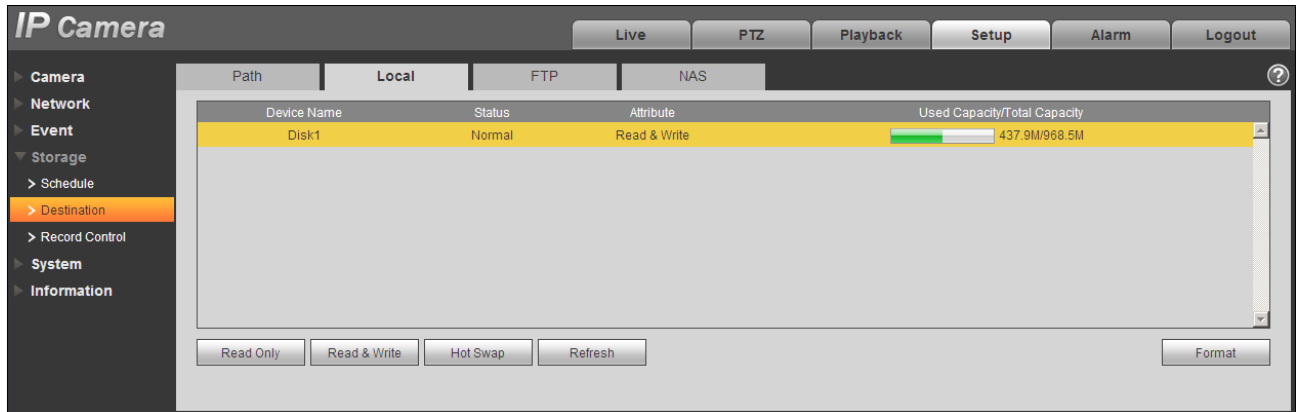 IP Camera
Live PTZ Playback Setup Alarm Logout
Camera
Network
Event
Storage
> Schedule
> Destination
> Record Control
System
Information
Path Local FTP NAS ?
Device Name Status Attribute Used Capacity/Total Capacity
Disk1 Normal Read & Write 437.9M/968.5M
Read Only Read & Write Hot Swap Refresh Format